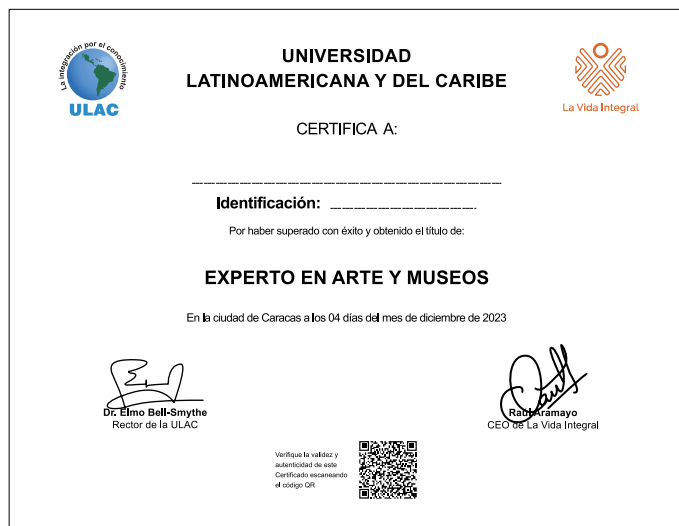 La integración por el conocimiento
ULAC
UNIVERSIDAD
LATINOAMERICANA Y DEL CARIBE
La Vida Integral
CERTIFICA A:
Identificación:
Por haber superado con éxito y obtenido el título de:
EXPERTO EN ARTE Y MUSEOS
En la ciudad de Caracas a los 04 días del mes de diciembre de 2023
Dr. Elmo Bell-Smythe
Rector de la ULAC
Raúl Aramayo
CEO de La Vida Integral
Verifique la validez y
autenticidad de este
Certificado escaneando
el código QR